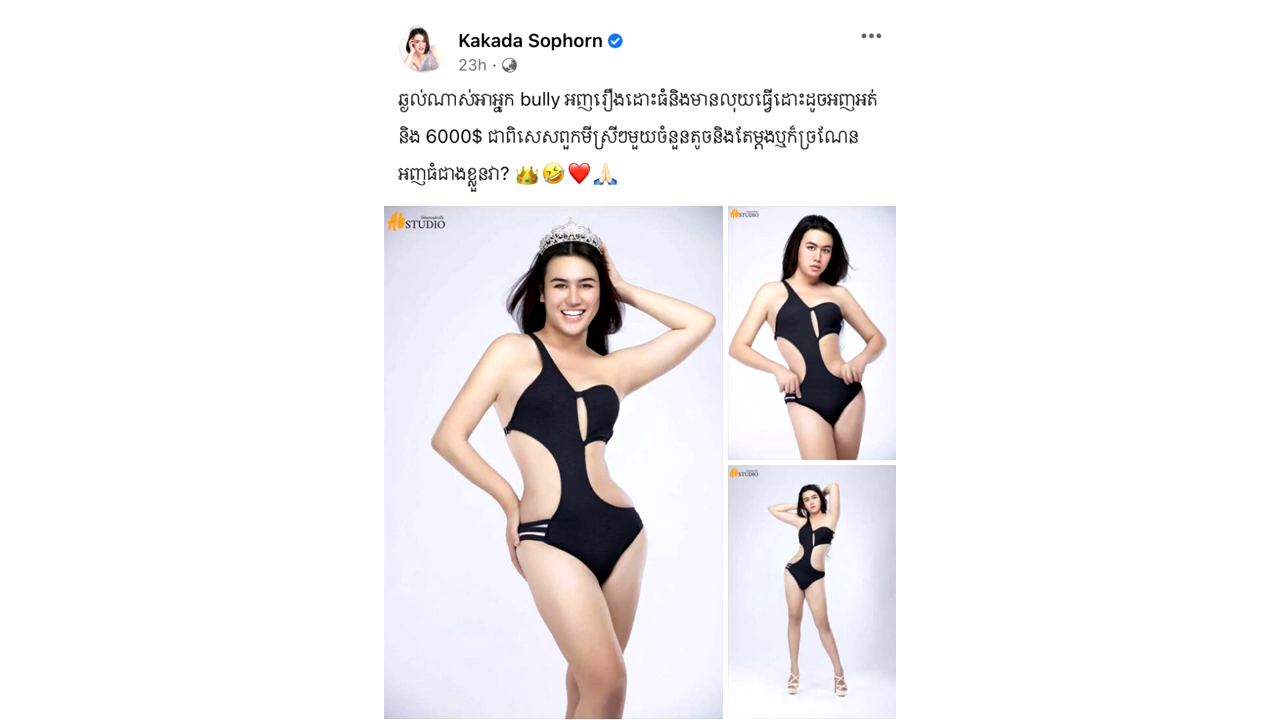 Kakada Sophorn
23h ·
ឆ្ងល់ណាស់អាអ្នក bully អញរឿងដោះធំនិងមានលុយធ្វើដោះដូចអញអត់
និង 6000$ ជាពិសេសពួកមីស្រីៗមួយចំនួនតូចនិងតែម្ដងឬក៏ច្រណែន
អញធំជាងខ្លួនវា? 👑🤣❤️🙏🏻
Ab STUDIO
STUDIO
STUDIO